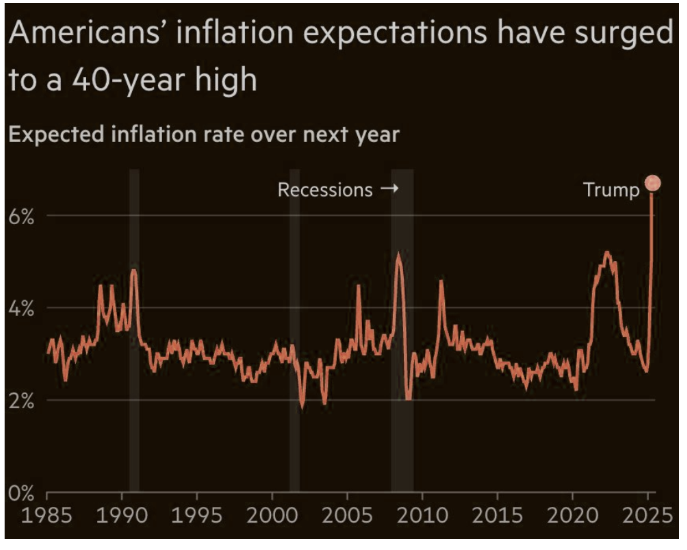 Americans’ inflation expectations have surged
to a 40-year high
Expected inflation rate over next year
Recessions →
Trump
6%
4%
2%
0%
1985 1990 1995 2000 2005 2010 2015 2020 2025